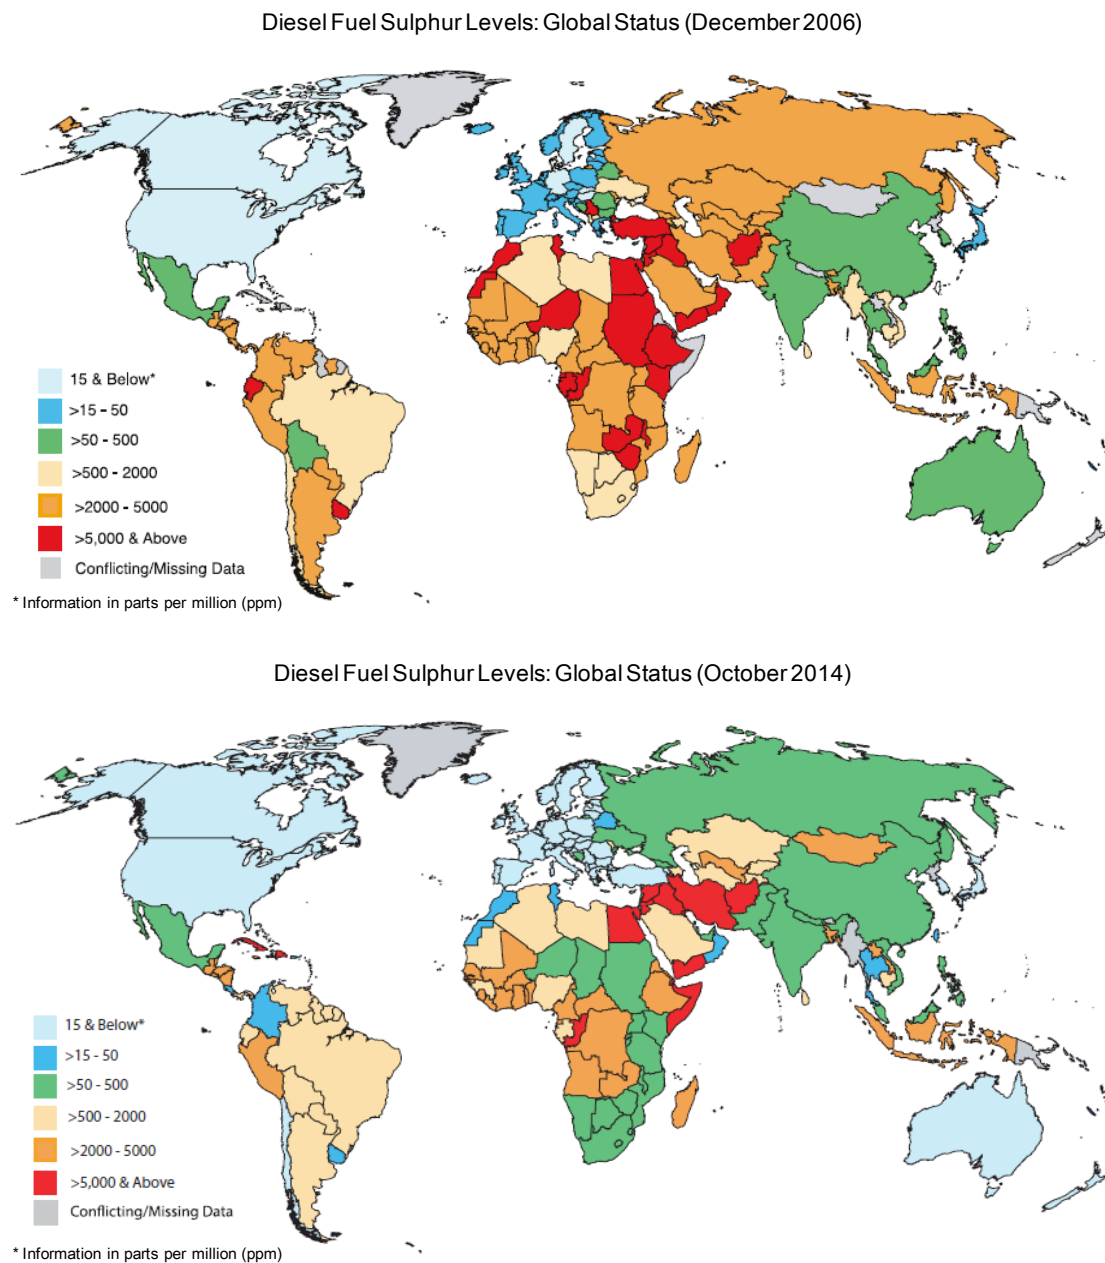 Diesel Fuel Sulphur Levels: Global Status (December 2006)
15 & Below*
>15 - 50
>50 - 500
>500 - 2000
>2000 - 5000
>5,000 & Above
Conflicting/Missing Data
* Information in parts per million (ppm)
Diesel Fuel Sulphur Levels: Global Status (October 2014)
15 & Below*
>15 - 50
>50 - 500
>500 - 2000
>2000 - 5000
>5,000 & Above
Conflicting/Missing Data
* Information in parts per million (ppm)